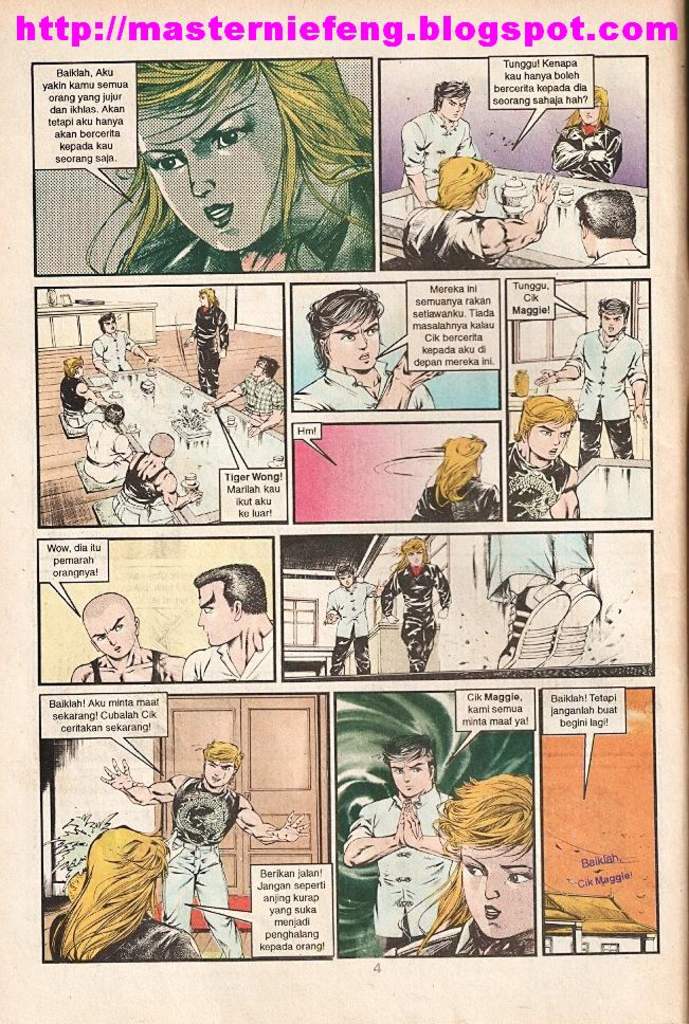 http://masterniefeng.blogspot.com
Baiklah, Aku
yakin kamu semua
orang yang jujur
dan ikhlas. Akan
tetapi aku hanya
akan bercerita
kepada kau
seorang saja.
Tunggu! Kenapa
kau hanya boleh
bercerita kepada dia
seorang sahaja hah?
Tiger Wong!
Marilah kau
ikut aku
ke luar!
Mereka ini
semuanya rakan
setiawanku. Tiada
masalahnya kalau
Cik bercerita
kepada aku di
depan mereka ini.
Hm!
Tunggu,
Cik
Maggie!
Wow, dia itu
pemarah
orangnya!
Baiklah! Aku minta maaf
sekarang! Cubalah Cik
ceritakan sekarang!
Berikan jalan!
Jangan seperti
anjing kurap
yang suka
menjadi
penghalang
kepada orang!
Cik Maggie,
kami semua
minta maaf ya!
Baiklah! Tetapi
janganlah buat
begini lagi!
Baiklah,
Cik Maggie!
4